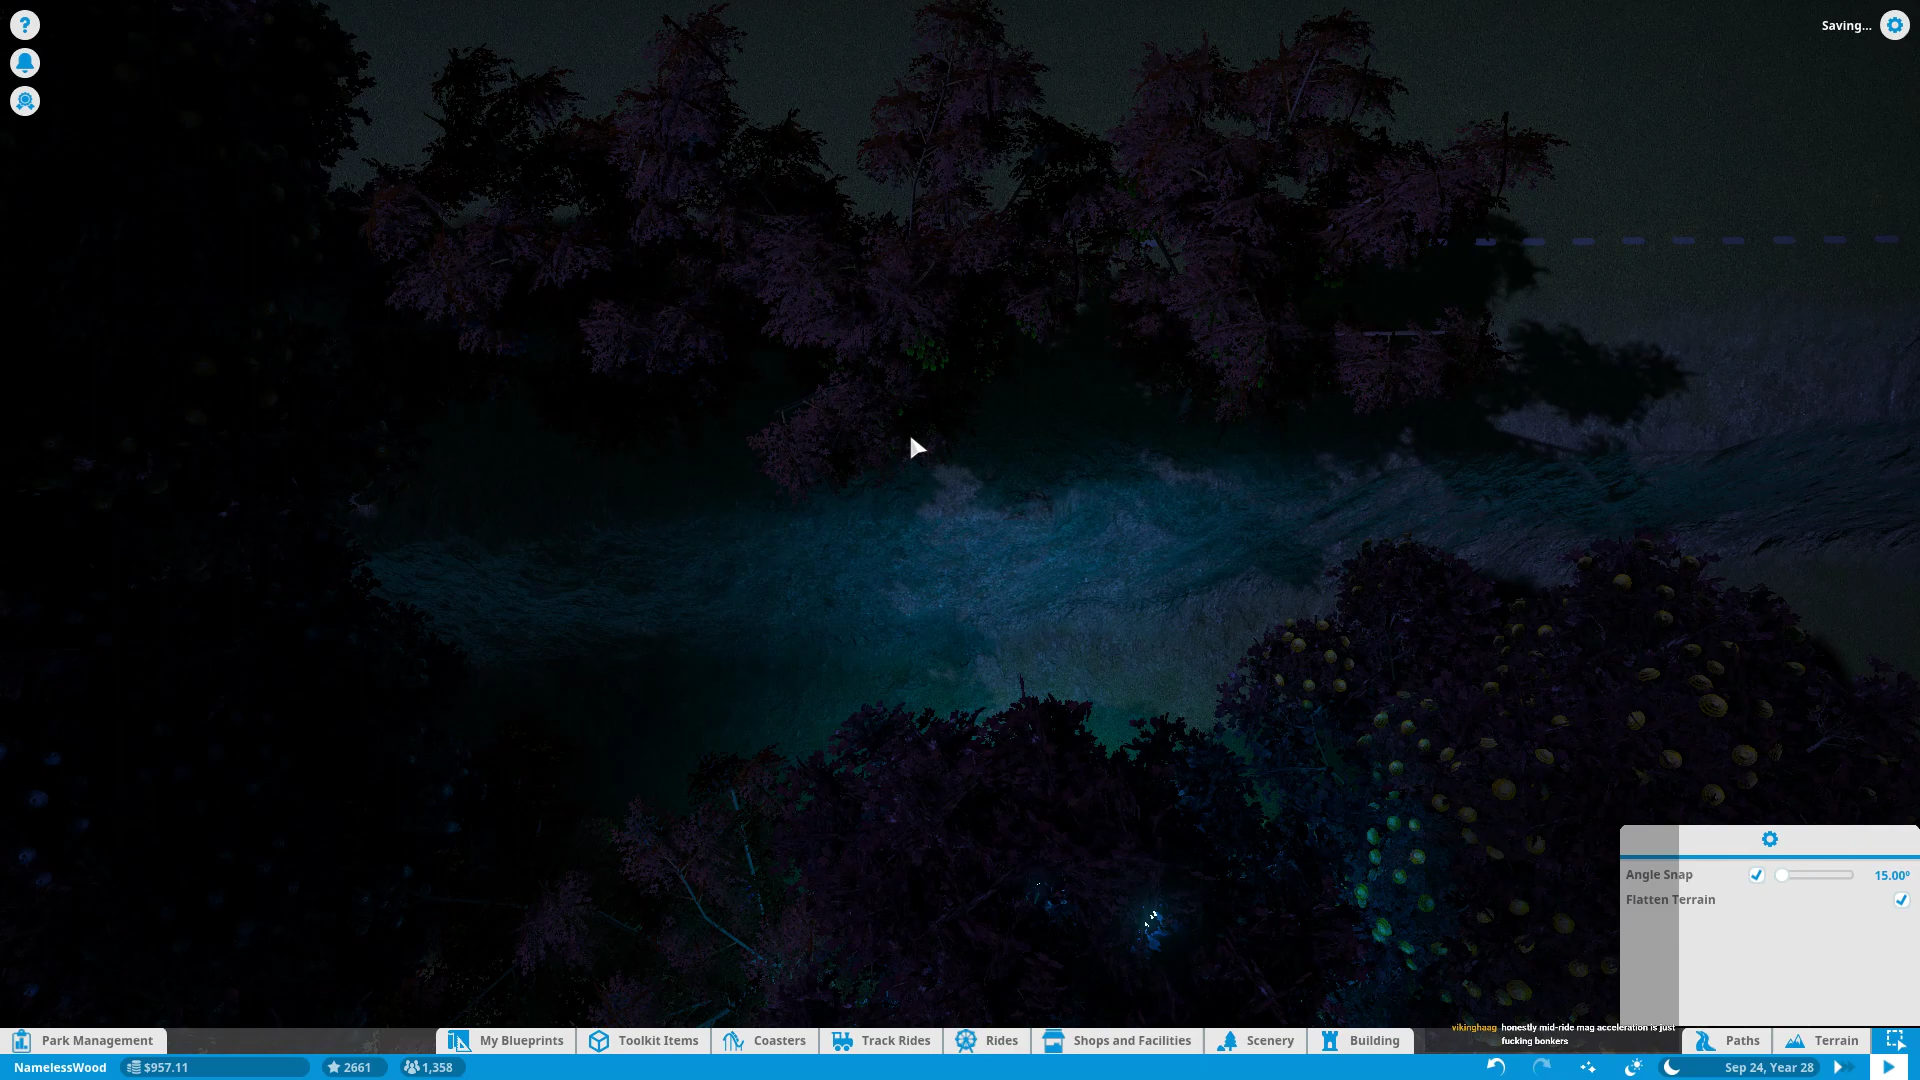 Saving...
Angle Snap 15.00º
Flatten Terrain
vikinghaag honestly mid-ride mag acceleration is just
fucking bonkers
Park Management My Blueprints Toolkit Items Coasters Track Rides Rides Shops and Facilities Scenery Building Paths Terrain
NamelessWood $957.11 2661 1,358 Sep 24, Year 28